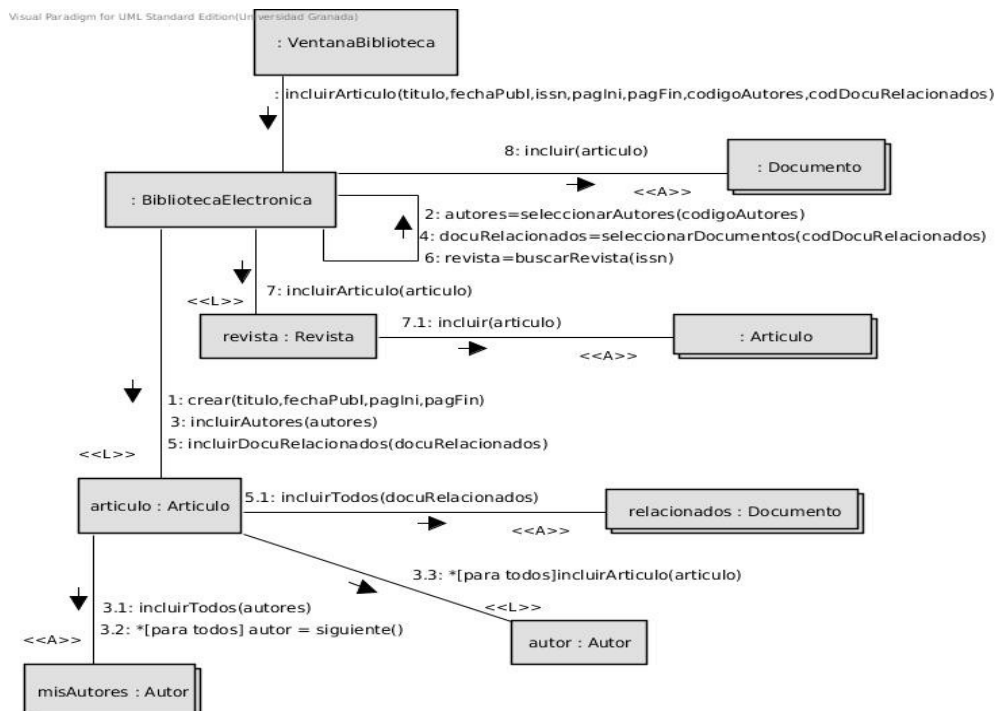 Visual Paradigm for UML Standard Edition(Universidad Granada)
: VentanaBiblioteca
: incluirArticulo(titulo,fechaPubl,issn,pagIni,pagFin,codigoAutores,codDocuRelacionados)
8: incluir(articulo)
: Documento
<<A>>
: BibliotecaElectronica
2: autores=seleccionarAutores(codigoAutores)
4: docuRelacionados=seleccionarDocumentos(codDocuRelacionados)
6: revista=buscarRevista(issn)
7: incluirArticulo(articulo)
<<L>>
revista : Revista
7.1: incluir(articulo)
: Articulo
<<A>>
1: crear(titulo,fechaPubl,pagIni,pagFin)
3: incluirAutores(autores)
5: incluirDocuRelacionados(docuRelacionados)
<<L>>
articulo : Articulo
5.1: incluirTodos(docuRelacionados)
relacionados : Documento
<<A>>
3.3: *[para todos]incluirArticulo(articulo)
<<L>>
3.1: incluirTodos(autores)
3.2: *[para todos] autor = siguiente()
<<A>>
autor : Autor
misAutores : Autor